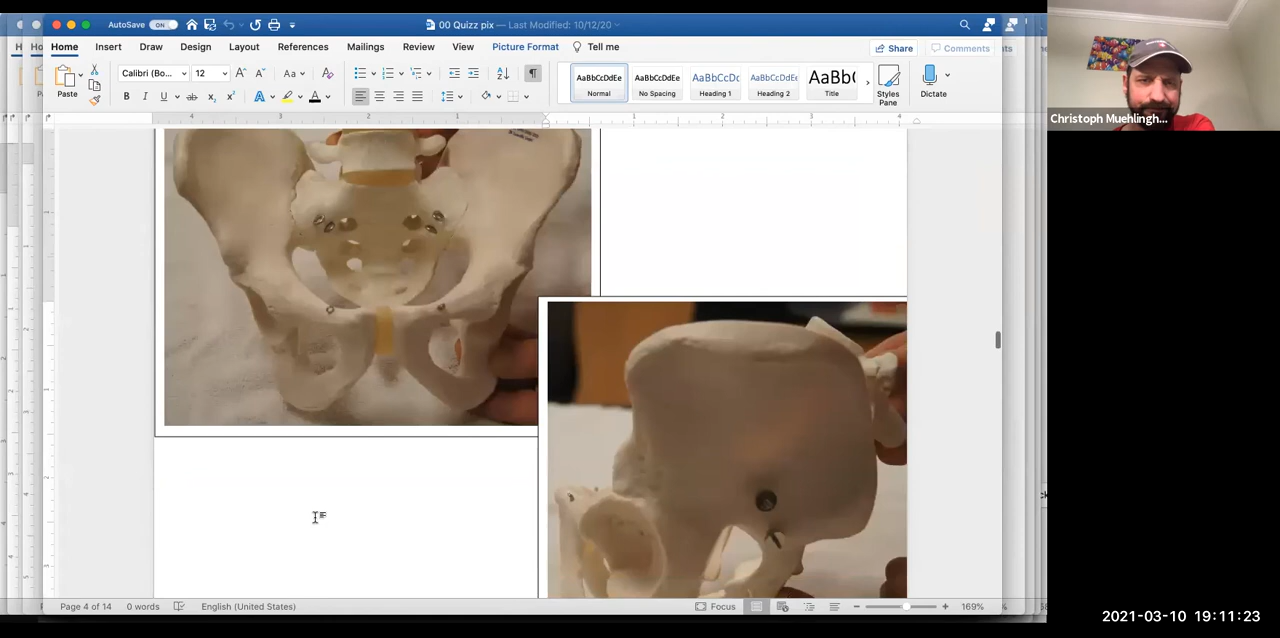 AutoSave ON 00 Quizz pix — Last Modified: 10/12/20
Home Insert Draw Design Layout References Mailings Review View Picture Format Tell me Share Comments
Paste Calibri (Bo... 12 AaBbCcDdEe AaBbCcDdEe AaBbCcDc AaBbCcDdEe AaBb( Styles Pane Dictate
Normal No Spacing Heading 1 Heading 2 Title
Christoph Muehlingh...
Page 4 of 14 0 words English (United States) Focus 169%
2021-03-10 19:11:23